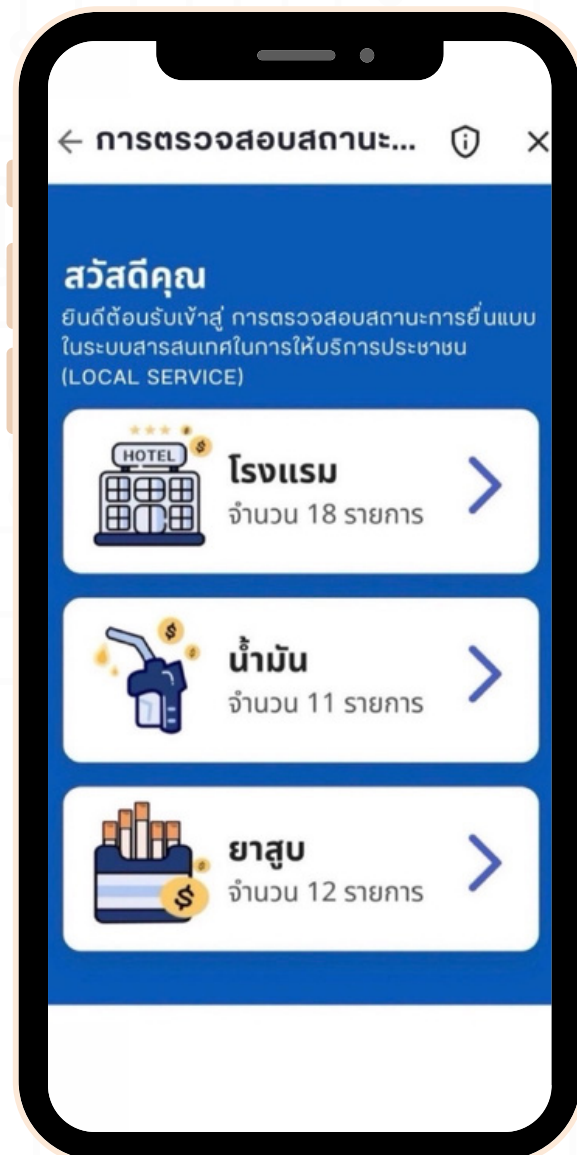 การตรวจสอบสถานะ...
สวัสดีคุณ
ยินดีต้อนรับเข้าสู่ การตรวจสอบสถานะการยื่นแบบ
ในระบบสารสนเทศในการให้บริการประชาชน
(LOCAL SERVICE)
HOTEL
โรงแรม
จำนวน 18 รายการ
น้ำมัน
จำนวน 11 รายการ
ยาสูบ
จำนวน 12 รายการ